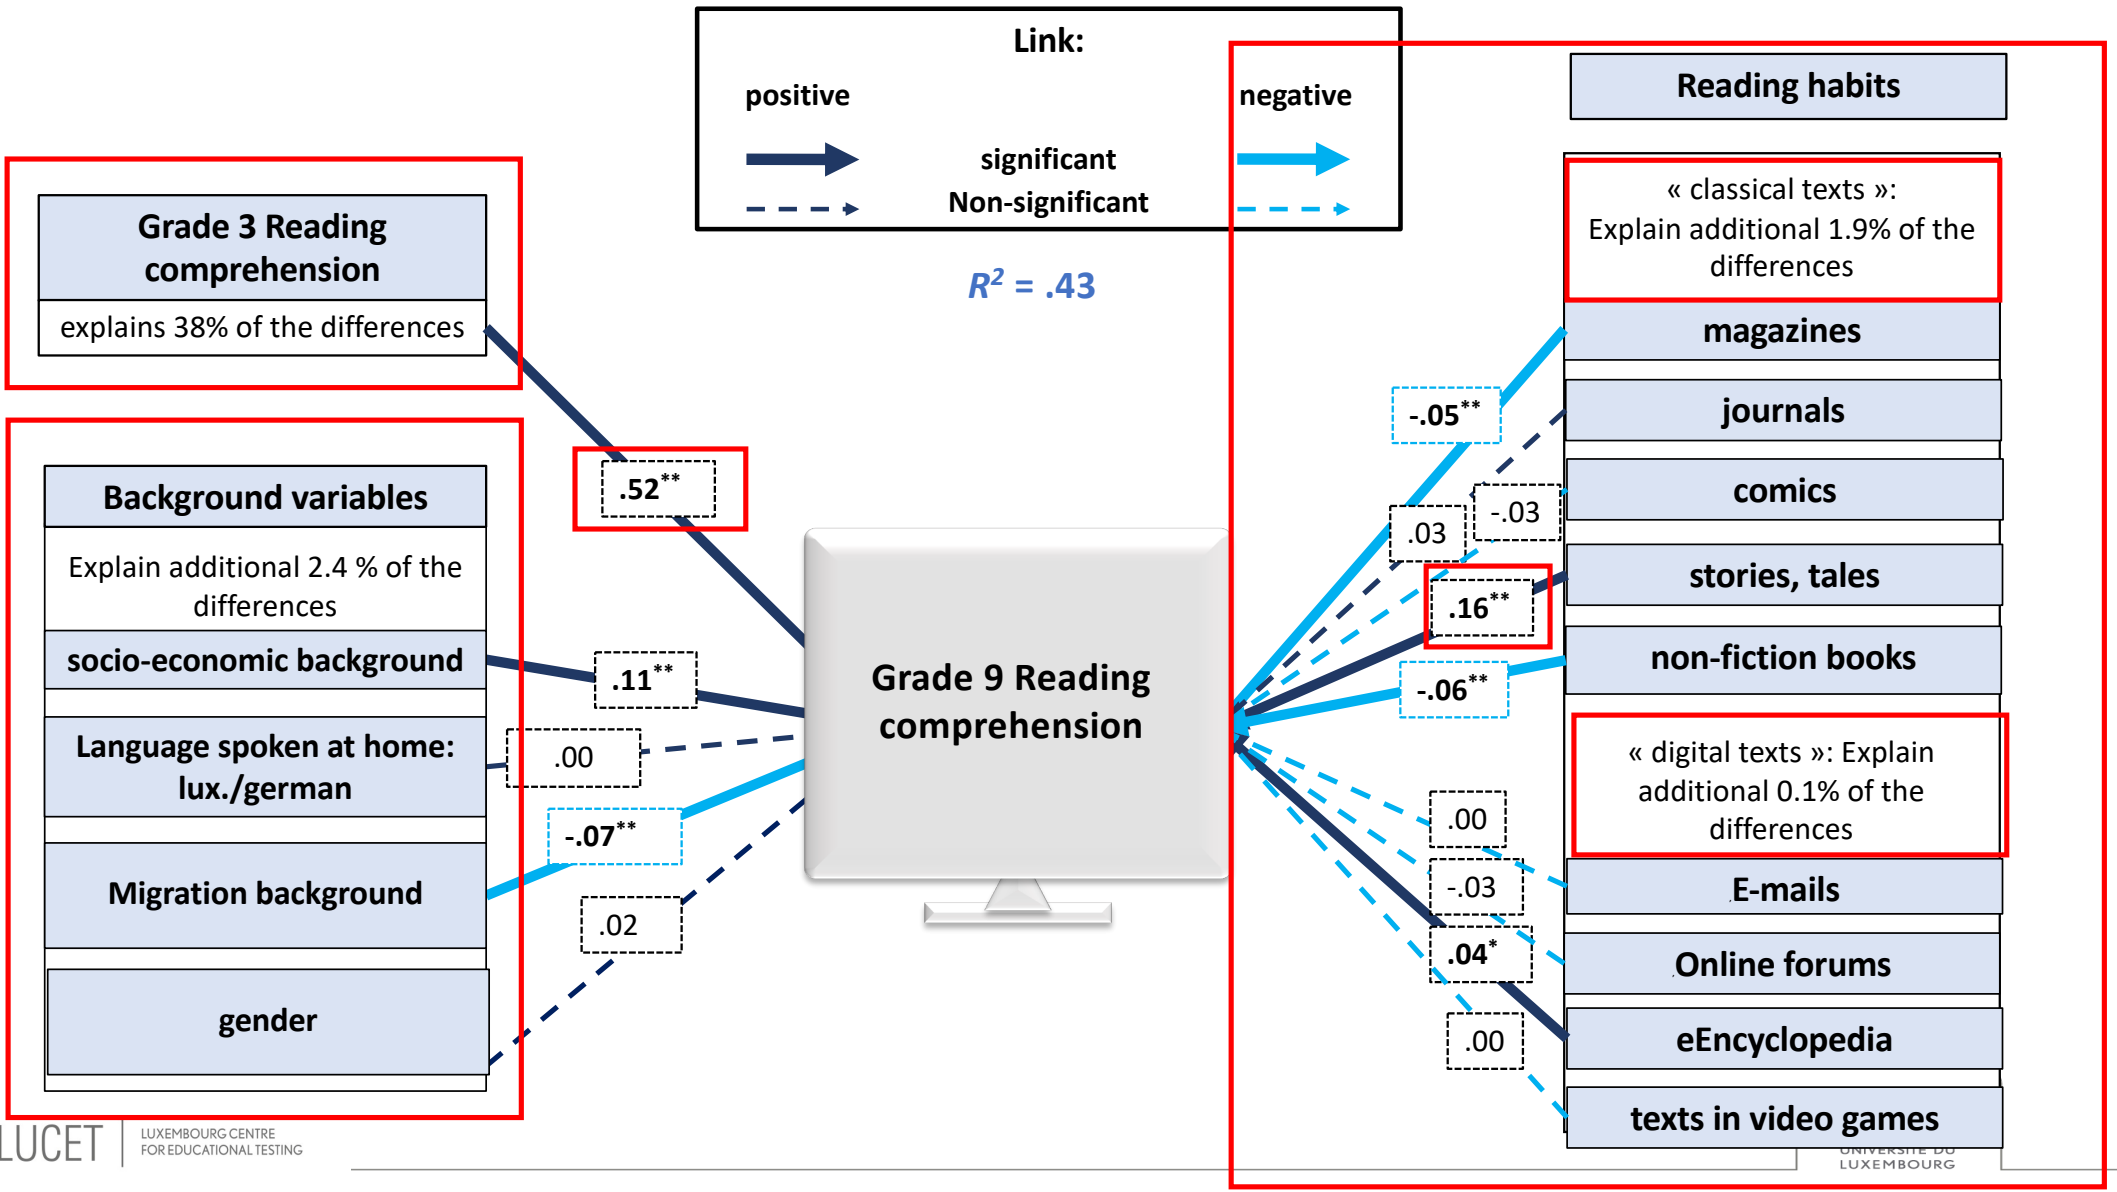 Link:
positive
negative
significant
Non-significant
R² = .43
Grade 3 Reading
comprehension
explains 38% of the differences
.52**
Background variables
Explain additional 2.4 % of the
differences
socio-economic background
.11**
Language spoken at home:
lux./german
.00
Migration background
-.07**
gender
.02
Grade 9 Reading
comprehension
Reading habits
« classical texts »:
Explain additional 1.9% of the
differences
magazines
-.05**
journals
.03
comics
-.03
stories, tales
.16**
non-fiction books
-.06**
« digital texts »: Explain
additional 0.1% of the
differences
E-mails
.00
Online forums
-.03
eEncyclopedia
.04*
texts in video games
.00
LUCET
LUXEMBOURG CENTRE
FOR EDUCATIONAL TESTING
UNIVERSITÉ DU
LUXEMBOURG